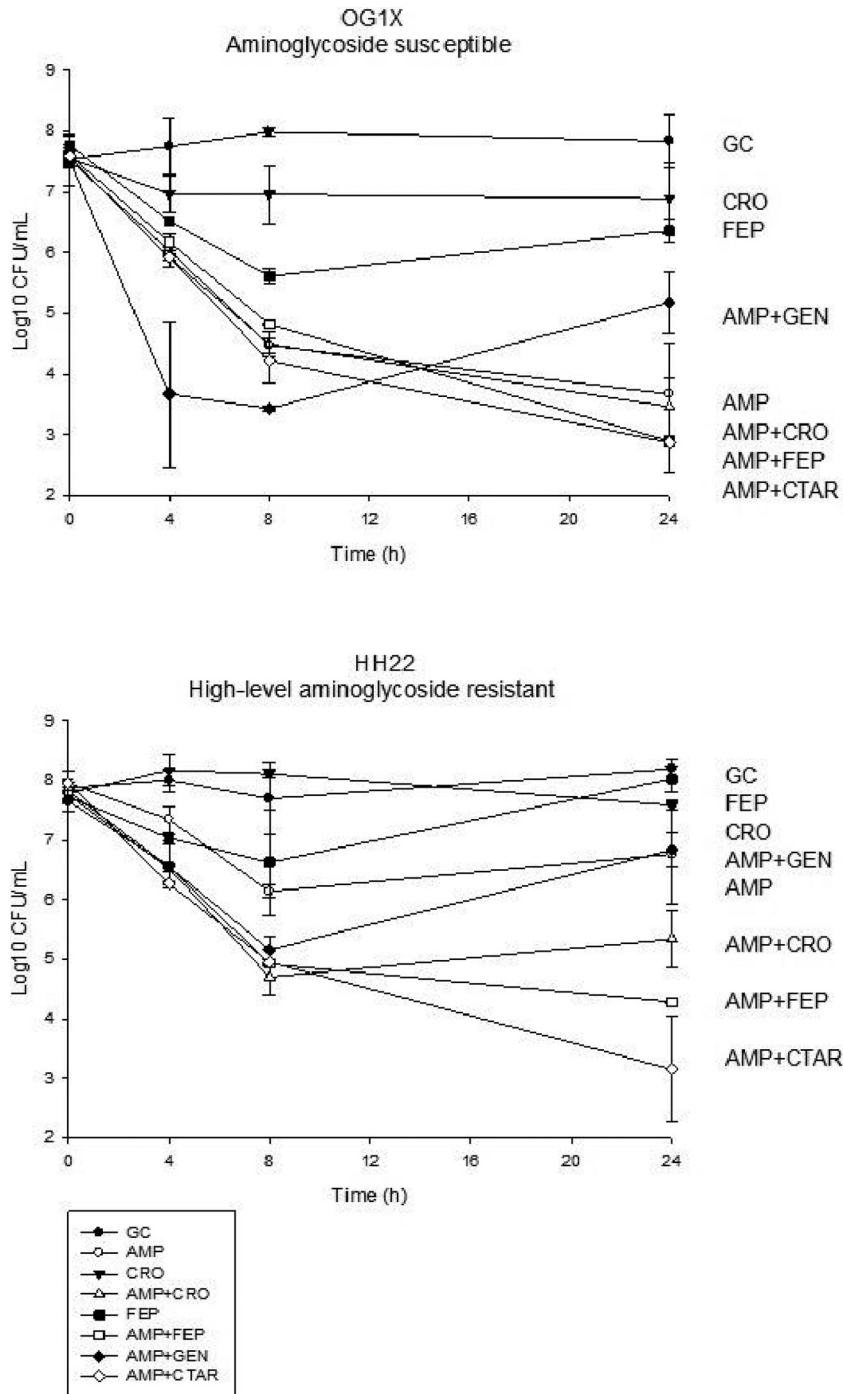 OG1X
Aminoglycoside susceptible
9
8
7
6
5
4
3
2
Log10 CFU/mL
0
4
8
12
16
20
24
Time (h)
GC
CRO
FEP
AMP+GEN
AMP
AMP+CRO
AMP+FEP
AMP+CTAR
HH22
High-level aminoglycoside resistant
9
8
7
6
5
4
3
2
Log10 CFU/mL
0
4
8
12
16
20
24
Time (h)
GC
FEP
CRO
AMP+GEN
AMP
AMP+CRO
AMP+FEP
AMP+CTAR
GC
AMP
CRO
AMP+CRO
FEP
AMP+FEP
AMP+GEN
AMP+CTAR